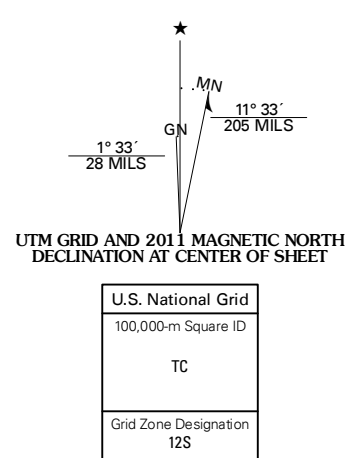 ★
MN
11° 33´
205 MILS
GN
1° 33´
28 MILS
UTM GRID AND 2011 MAGNETIC NORTH
DECLINATION AT CENTER OF SHEET
U.S. National Grid
100,000-m Square ID
TC
Grid Zone Designation
12S